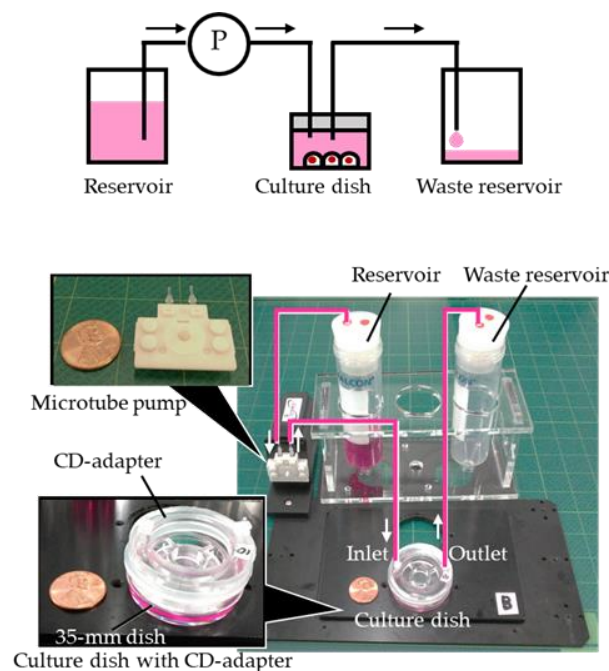 P
Reservoir
Culture dish
Waste reservoir
Reservoir
Waste reservoir
Microtube pump
CD-adapter
Inlet
Outlet
35-mm dish
Culture dish
Culture dish with CD-adapter
B